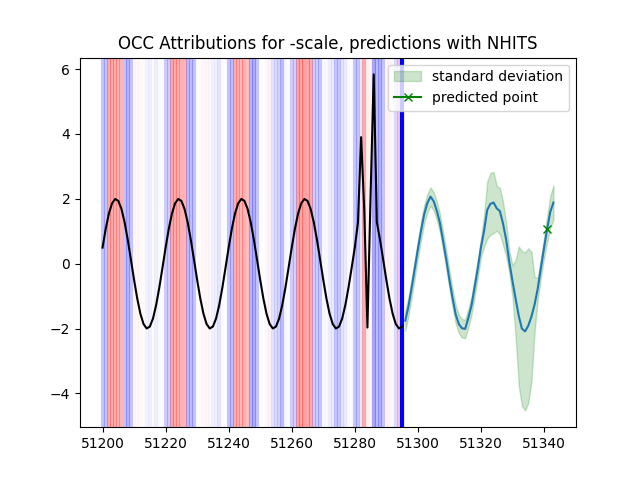 OCC Attributions for -scale, predictions with NHITS
standard deviation
predicted point
6
4
2
0
−2
−4
51200 51220 51240 51260 51280 51300 51320 51340